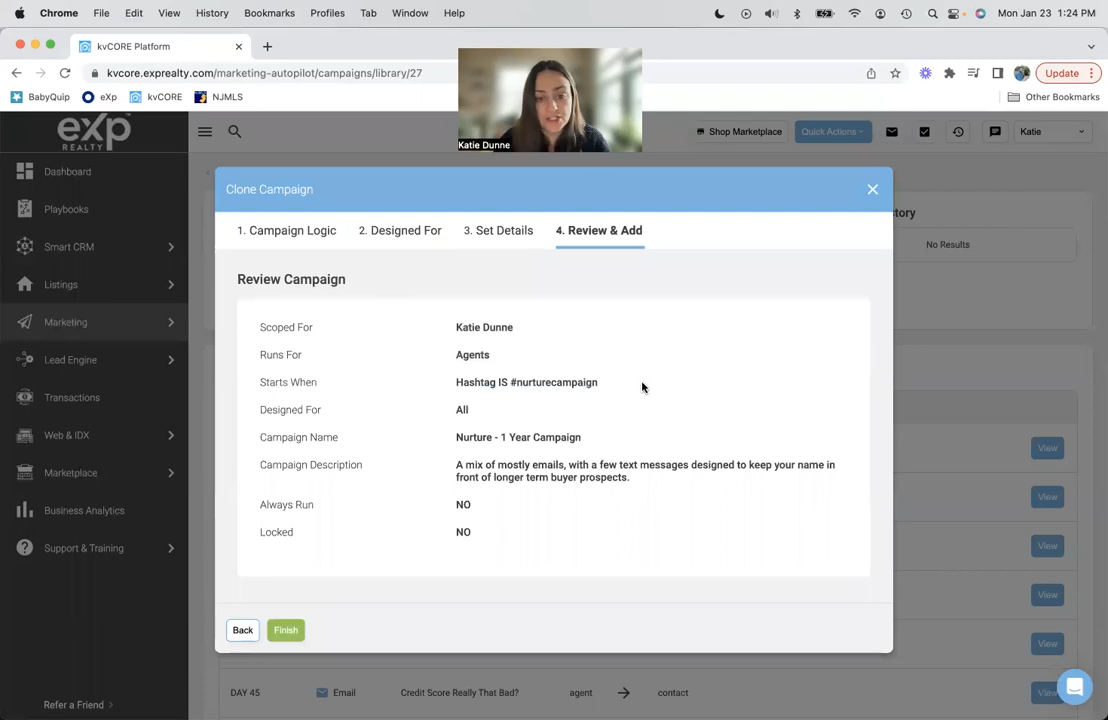 Chrome File Edit View History Bookmarks Profiles Tab Window Help Mon Jan 23 1:24 PM
kvCORE Platform
kvcore.exprealty.com/marketing-autopilot/campaigns/library/27 Update
BabyQuip eXp kvCORE NJMLS Other Bookmarks
Katie Dunne
exp
REALTY
Shop Marketplace Quick Actions Katie
Dashboard
Playbooks
Smart CRM
Listings
Marketing
Lead Engine
Transactions
Web & IDX
Marketplace
Business Analytics
Support & Training
Refer a Friend
Clone Campaign
1. Campaign Logic 2. Designed For 3. Set Details 4. Review & Add
Review Campaign
Scoped For Katie Dunne
Runs For Agents
Starts When Hashtag IS #nurturecampaign
Designed For All
Campaign Name Nurture - 1 Year Campaign
Campaign Description A mix of mostly emails, with a few text messages designed to keep your name in
front of longer term buyer prospects.
Always Run NO
Locked NO
Back Finish
tory
No Results
View
View
View
View
View
DAY 45 Email Credit Score Really That Bad? agent contact View